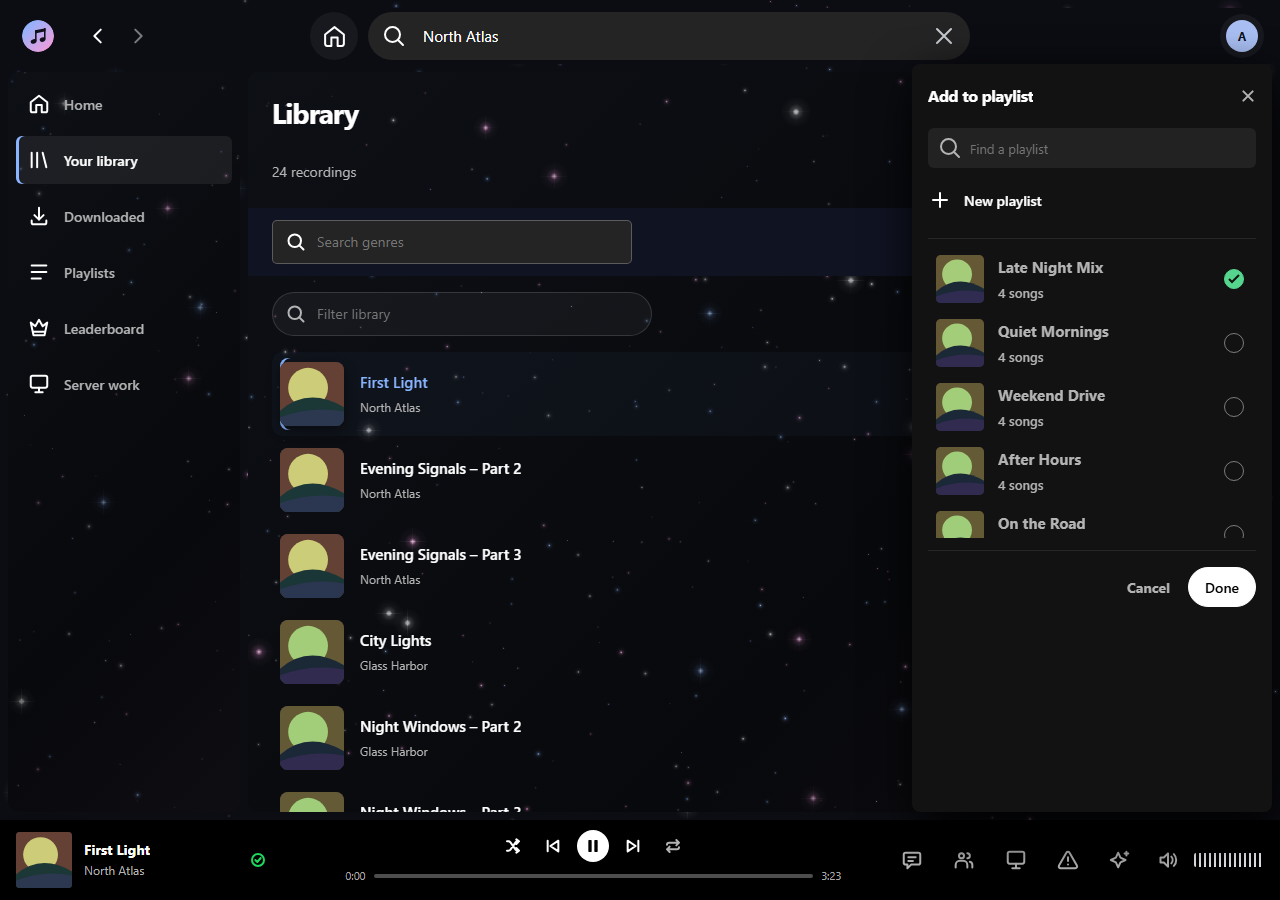 North Atlas
A
Home
Your library
Downloaded
Playlists
Leaderboard
Server work
Library
24 recordings
Search genres
Filter library
First Light
North Atlas
Evening Signals – Part 2
North Atlas
Evening Signals – Part 3
North Atlas
City Lights
Glass Harbor
Night Windows – Part 2
Glass Harbor
Night Windows – Part 3
Add to playlist
Find a playlist
New playlist
Late Night Mix
4 songs
Quiet Mornings
4 songs
Weekend Drive
4 songs
After Hours
4 songs
On the Road
Cancel
Done
First Light
North Atlas
0:00
3:23